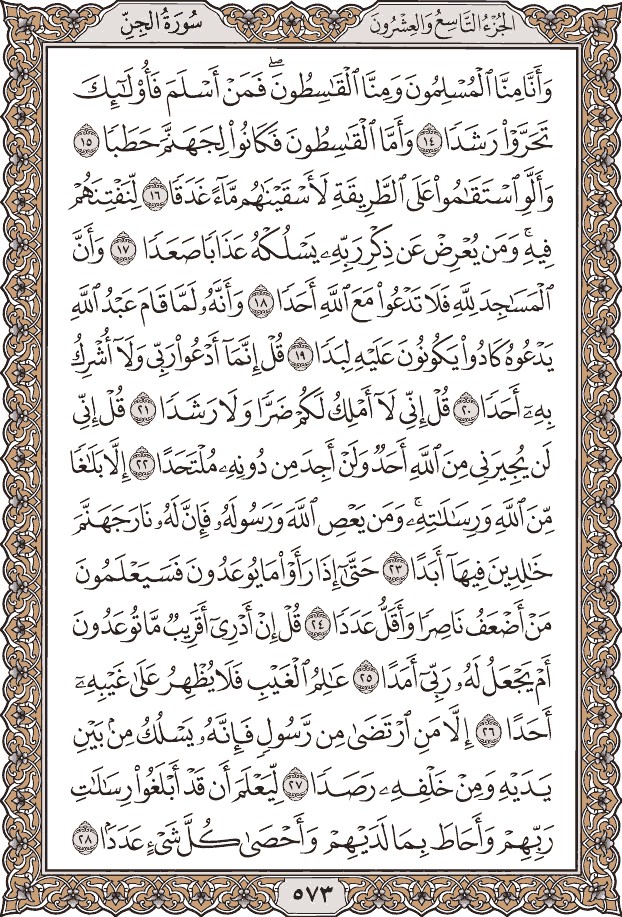 سُورَةُ الجِنّ
الجُزْءُ التَّاسِعُ وَالعِشْرُونَ
وَأَنَّا مِنَّا ٱلْمُسْلِمُونَ وَمِنَّا ٱلْقَٰسِطُونَۖ فَمَنْ أَسْلَمَ فَأُو۟لَٰٓئِكَ
تَحَرَّوْا۟ رَشَدًا ١٤ وَأَمَّا ٱلْقَٰسِطُونَ فَكَانُوا۟ لِجَهَنَّمَ حَطَبًا ١٥
وَأَلَّوِ ٱسْتَقَٰمُوا۟ عَلَى ٱلطَّرِيقَةِ لَأَسْقَيْنَٰهُم مَّآءً غَدَقًا ١٦ لِّنَفْتِنَهُمْ
فِيهِۚ وَمَن يُعْرِضْ عَن ذِكْرِ رَبِّهِۦ يَسْلُكْهُ عَذَابًا صَعَدًا ١٧ وَأَنَّ
ٱلْمَسَٰجِدَ لِلَّهِ فَلَا تَدْعُوا۟ مَعَ ٱللَّهِ أَحَدًا ١٨ وَأَنَّهُۥ لَمَّا قَامَ عَبْدُ ٱللَّهِ
يَدْعُوهُ كَادُوا۟ يَكُونُونَ عَلَيْهِ لِبَدًا ١٩ قُلْ إِنَّمَآ أَدْعُوا۟ رَبِّى وَلَآ أُشْرِكُ
بِهِۦٓ أَحَدًا ٢٠ قُلْ إِنِّى لَآ أَمْلِكُ لَكُمْ ضَرًّا وَلَا رَشَدًا ٢١ قُلْ إِنِّى
لَن يُجِيرَنِى مِنَ ٱللَّهِ أَحَدٌ وَلَنْ أَجِدَ مِن دُونِهِۦ مُلْتَحَدًا ٢٢ إِلَّا بَلَٰغًا
مِّنَ ٱللَّهِ وَرِسَٰلَٰتِهِۦۚ وَمَن يَعْصِ ٱللَّهَ وَرَسُولَهُۥ فَإِنَّ لَهُۥ نَارَ جَهَنَّمَ
خَٰلِدِينَ فِيهَآ أَبَدًا ٢٣ حَتَّىٰٓ إِذَا رَأَوْا۟ مَا يُوعَدُونَ فَسَيَعْلَمُونَ
مَنْ أَضْعَفُ نَاصِرًا وَأَقَلُّ عَدَدًا ٢٤ قُلْ إِنْ أَدْرِىٓ أَقَرِيبٌ مَّا تُوعَدُونَ
أَمْ يَجْعَلُ لَهُۥ رَبِّىٓ أَمَدًا ٢٥ عَٰلِمُ ٱلْغَيْبِ فَلَا يُظْهِرُ عَلَىٰ غَيْبِهِۦٓ
أَحَدًا ٢٦ إِلَّا مَنِ ٱرْتَضَىٰ مِن رَّسُولٍ فَإِنَّهُۥ يَسْلُكُ مِنۢ بَيْنِ
يَدَيْهِ وَمِنْ خَلْفِهِۦ رَصَدًا ٢٧ لِّيَعْلَمَ أَن قَدْ أَبْلَغُوا۟ رِسَٰلَٰتِ
رَبِّهِمْ وَأَحَاطَ بِمَا لَدَيْهِمْ وَأَحْصَىٰ كُلَّ شَىْءٍ عَدَدًۢا ٢٨
٥٧٣